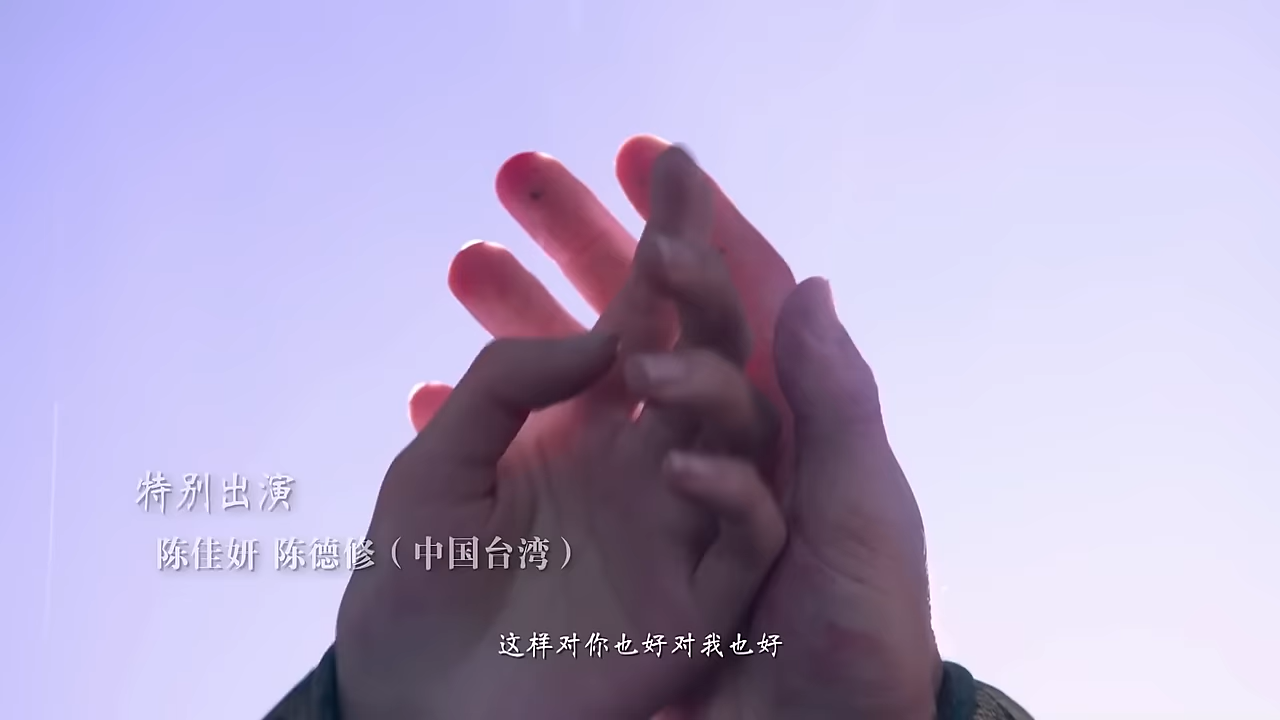 特别出演
陈佳妍 陈德修（中国台湾）
这样对你也好对我也好